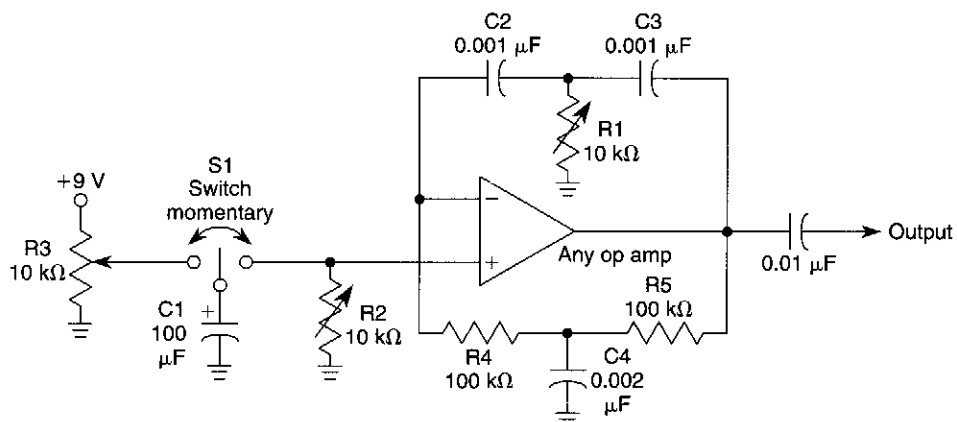 C2
0.001 μF
C3
0.001 μF
R1
10 kΩ
S1
Switch
momentary
+9 V
R3
10 kΩ
−
+
Any op amp
Output
0.01 μF
C1
+
100
μF
R2
10 kΩ
R5
100 kΩ
R4
100 kΩ
C4
0.002
μF